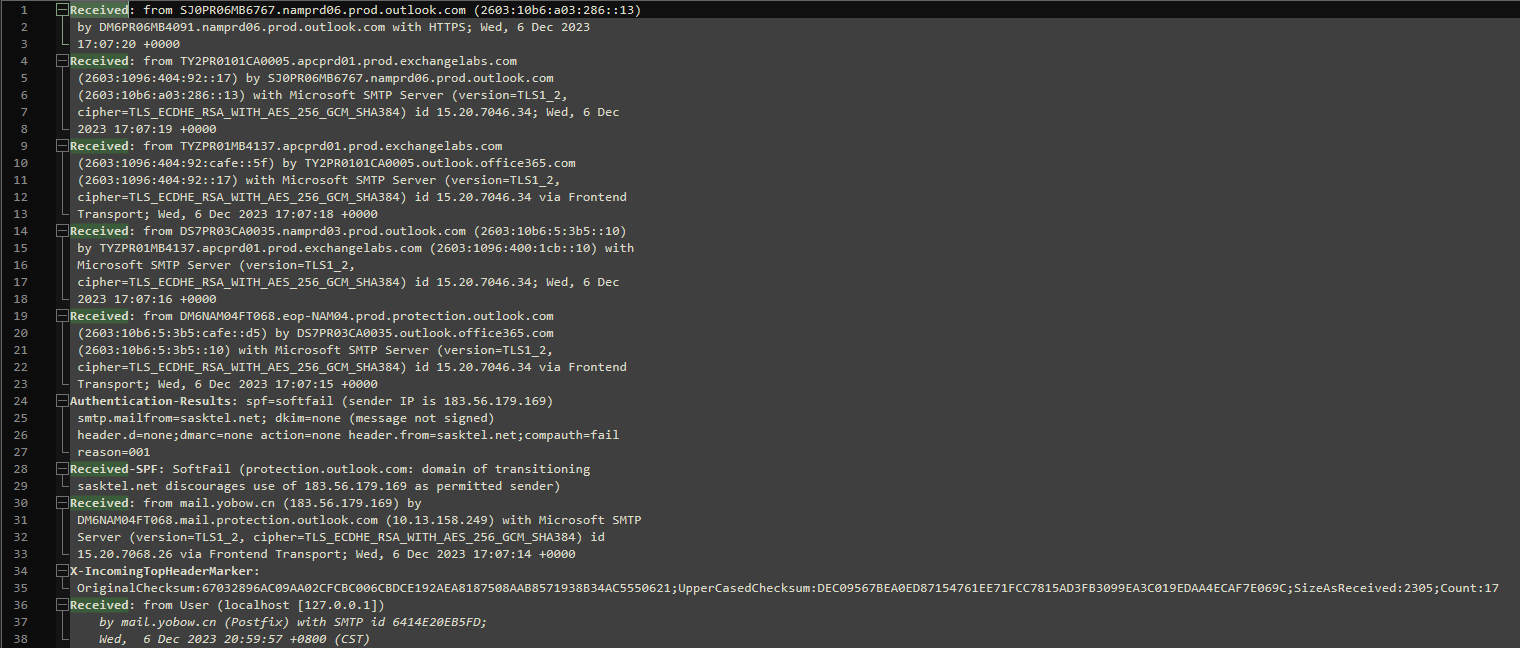 1 Received: from SJ0PR06MB6767.namprd06.prod.outlook.com (2603:10b6:a03:286::13)
2 by DM6PR06MB4091.namprd06.prod.outlook.com with HTTPS; Wed, 6 Dec 2023
3 17:07:20 +0000
4 Received: from TY2PR0101CA0005.apcprd01.prod.exchangelabs.com
5 (2603:1096:404:92::17) by SJ0PR06MB6767.namprd06.prod.outlook.com
6 (2603:10b6:a03:286::13) with Microsoft SMTP Server (version=TLS1_2,
7 cipher=TLS_ECDHE_RSA_WITH_AES_256_GCM_SHA384) id 15.20.7046.34; Wed, 6 Dec
8 2023 17:07:19 +0000
9 Received: from TYZPR01MB4137.apcprd01.prod.exchangelabs.com
10 (2603:1096:404:92:cafe::5f) by TY2PR0101CA0005.outlook.office365.com
11 (2603:1096:404:92::17) with Microsoft SMTP Server (version=TLS1_2,
12 cipher=TLS_ECDHE_RSA_WITH_AES_256_GCM_SHA384) id 15.20.7046.34 via Frontend
13 Transport; Wed, 6 Dec 2023 17:07:18 +0000
14 Received: from DS7PR03CA0035.namprd03.prod.outlook.com (2603:10b6:5:3b5::10)
15 by TYZPR01MB4137.apcprd01.prod.exchangelabs.com (2603:1096:400:1cb::10) with
16 Microsoft SMTP Server (version=TLS1_2,
17 cipher=TLS_ECDHE_RSA_WITH_AES_256_GCM_SHA384) id 15.20.7046.34; Wed, 6 Dec
18 2023 17:07:16 +0000
19 Received: from DM6NAM04FT068.eop-NAM04.prod.protection.outlook.com
20 (2603:10b6:5:3b5:cafe::d5) by DS7PR03CA0035.outlook.office365.com
21 (2603:10b6:5:3b5::10) with Microsoft SMTP Server (version=TLS1_2,
22 cipher=TLS_ECDHE_RSA_WITH_AES_256_GCM_SHA384) id 15.20.7046.34 via Frontend
23 Transport; Wed, 6 Dec 2023 17:07:15 +0000
24 Authentication-Results: spf=softfail (sender IP is 183.56.179.169)
25 smtp.mailfrom=sasktel.net; dkim=none (message not signed)
26 header.d=none;dmarc=none action=none header.from=sasktel.net;compauth=fail
27 reason=001
28 Received-SPF: SoftFail (protection.outlook.com: domain of transitioning
29 sasktel.net discourages use of 183.56.179.169 as permitted sender)
30 Received: from mail.yobow.cn (183.56.179.169) by
31 DM6NAM04FT068.mail.protection.outlook.com (10.13.158.249) with Microsoft SMTP
32 Server (version=TLS1_2, cipher=TLS_ECDHE_RSA_WITH_AES_256_GCM_SHA384) id
33 15.20.7068.26 via Frontend Transport; Wed, 6 Dec 2023 17:07:14 +0000
34 X-IncomingTopHeaderMarker:
35 OriginalChecksum:67032896AC09AA02CFCBC006CBDCE192AEA8187508AAB8571938B34AC5550621;UpperCasedChecksum:DEC09567BEA0ED87154761EE71FCC7815AD3FB3099EA3C019EDAA4ECAF7E069C;SizeAsReceived:2305;Count:17
36 Received: from User (localhost [127.0.0.1])
37 by mail.yobow.cn (Postfix) with SMTP id 6414E20EB5FD;
38 Wed, 6 Dec 2023 20:59:57 +0800 (CST)